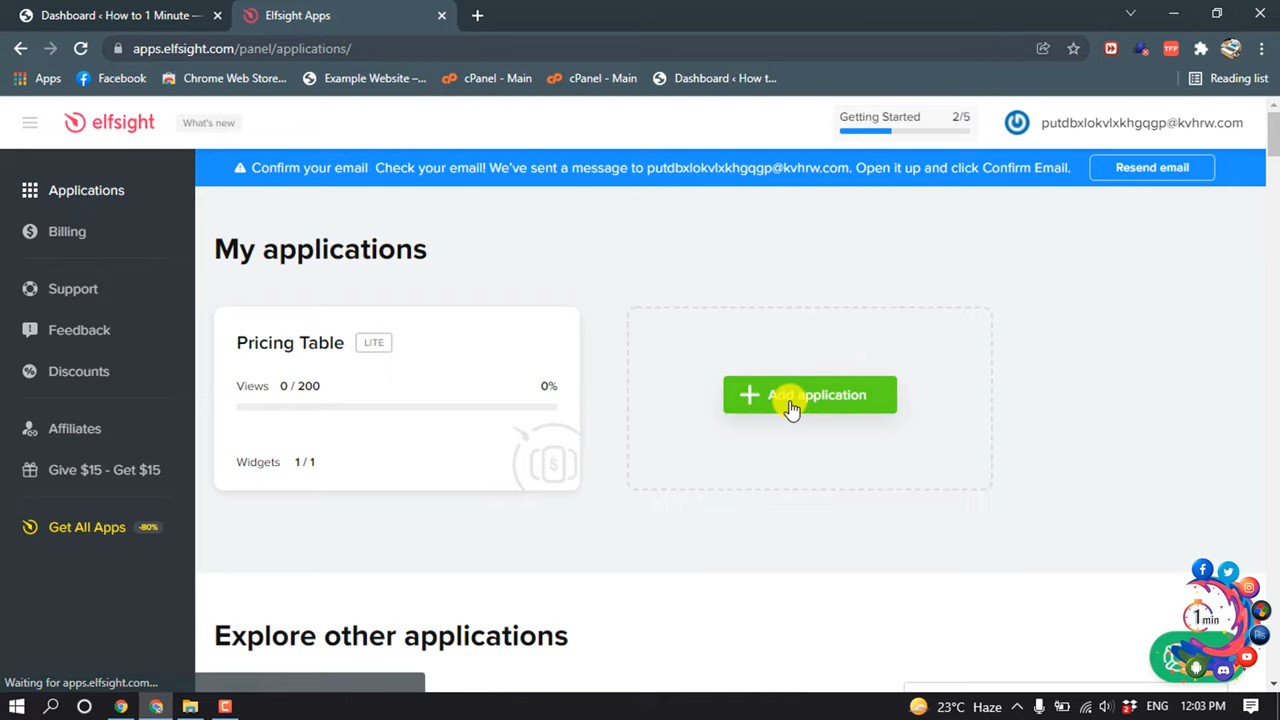 Dashboard ‹ How to 1 Minute —
Elfsight Apps
apps.elfsight.com/panel/applications/
Apps
Facebook
Chrome Web Store...
Example Website –...
cPanel - Main
cPanel - Main
Dashboard ‹ How t...
Reading list
elfsight
What's new
Getting Started 2/5
putdbxlokvlxkhgqgp@kvhrw.com
Confirm your email Check your email! We've sent a message to putdbxlokvlxkhgqgp@kvhrw.com. Open it up and click Confirm Email.
Resend email
Applications
Billing
Support
Feedback
Discounts
Affiliates
Give $15 - Get $15
Get All Apps -80%
My applications
Pricing Table LITE
Views 0 / 200 0%
Widgets 1 / 1
Add application
Explore other applications
1 min
Ps
Waiting for apps.elfsight.com...
23°C Haze
ENG
12:03 PM